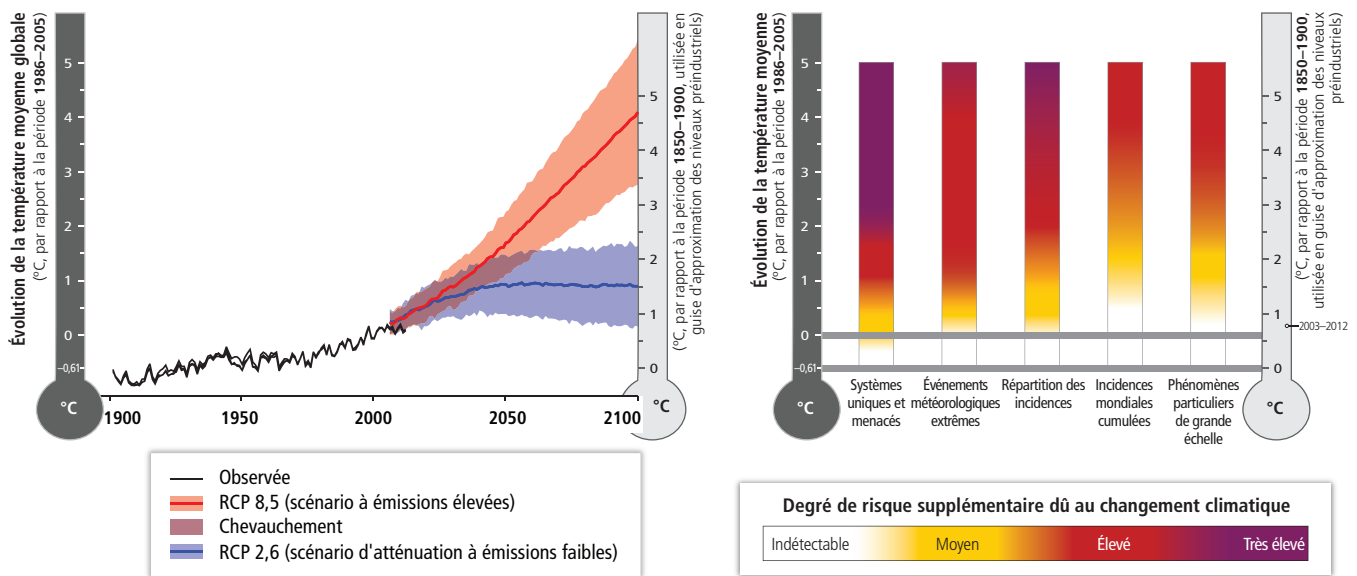 Évolution de la température moyenne globale
(°C, par rapport à la période 1986–2005)
5
4
3
2
1
0
–0,61
°C
1900
1950
2000
2050
2100
5
4
3
2
1
0
°C
(°C, par rapport à la période 1850–1900, utilisée en
guise d'approximation des niveaux préindustriels)
Observée
RCP 8,5 (scénario à émissions élevées)
Chevauchement
RCP 2,6 (scénario d'atténuation à émissions faibles)
Évolution de la température moyenne
(°C, par rapport à la période 1986–2005)
5
4
3
2
1
0
–0,61
°C
Systèmes
uniques et
menacés
Événements
météorologiques
extrêmes
Répartition des
incidences
Incidences
mondiales
cumulées
Phénomènes
particuliers
de grande
échelle
5
4
3
2
1
2003–2012
0
°C
(°C, par rapport à la période 1850–1900,
utilisée en guise d'approximation des niveaux
préindustriels)
Degré de risque supplémentaire dû au changement climatique
Indétectable
Moyen
Élevé
Très élevé